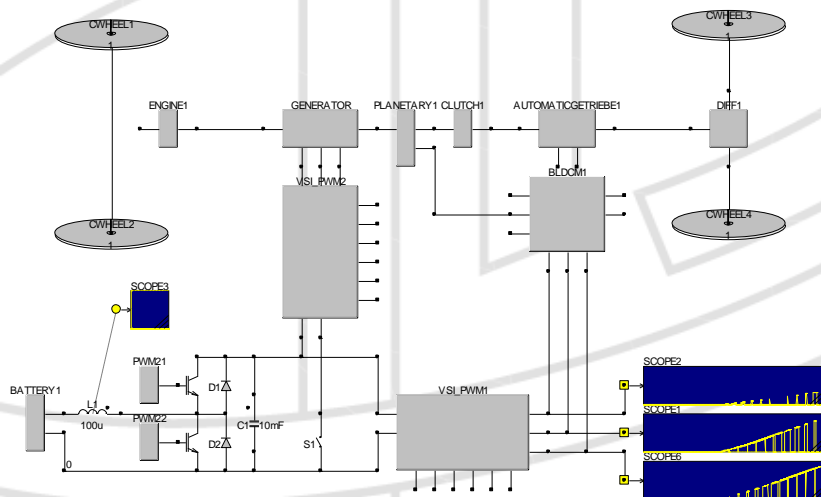 CWHEEL1
1
CWHEEL3
1
ENGINE1
GENERATOR
PLANETARY1
CLUTCH1
AUTOMATICGETRIEBE1
DIFF1
VSI_PWM2
BLDCM1
CWHEEL2
1
CWHEEL4
1
SCOPE3
PWM21
D1
SCOPE2
BATTERY1
L1
100u
VSI_PWM1
PWM22
C1
10mF
SCOPE1
D2
S1
0
SCOPE6